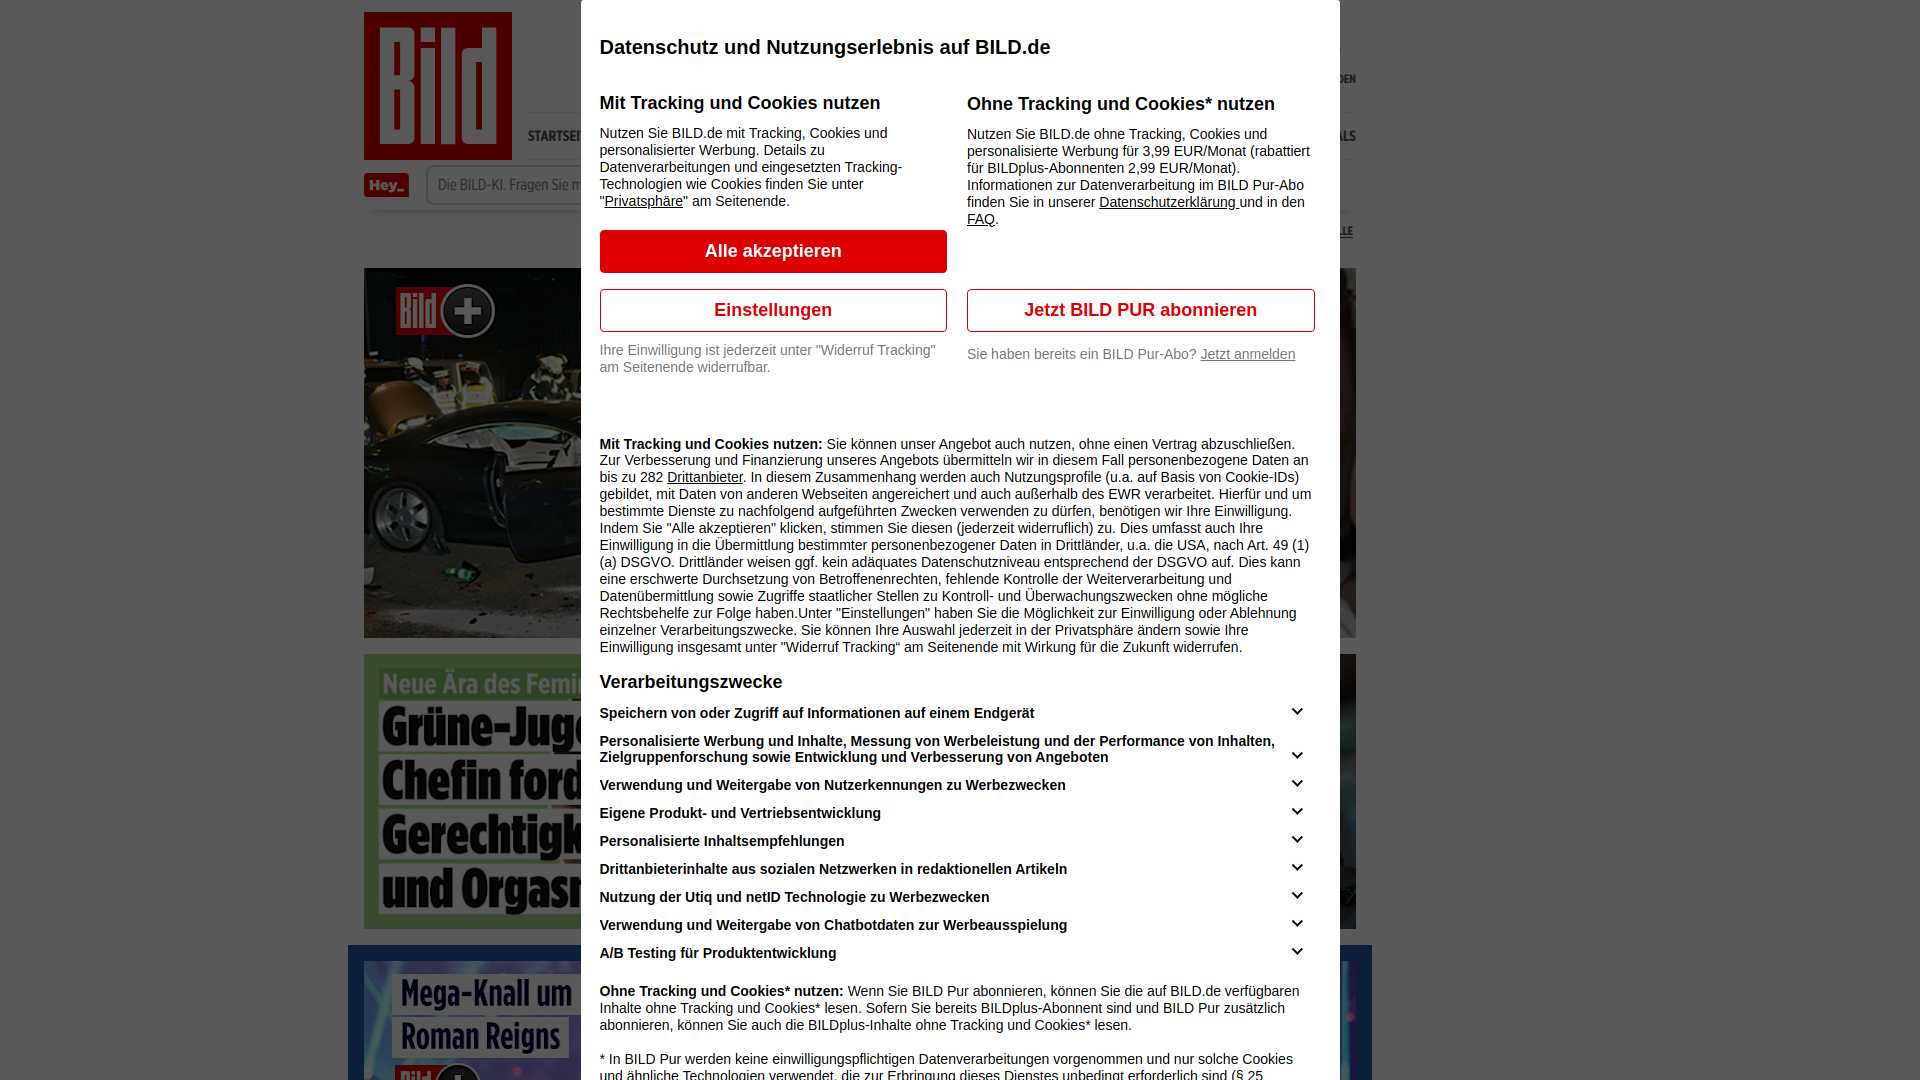 Bild
DEN
STARTSEI
ALS
Hey_
Die BILD-KI. Fragen Sie m
LLE
Bild
Datenschutz und Nutzungserlebnis auf BILD.de
Mit Tracking und Cookies nutzen
Nutzen Sie BILD.de mit Tracking, Cookies und
personalisierter Werbung. Details zu
Datenverarbeitungen und eingesetzten Tracking-
Technologien wie Cookies finden Sie unter
"Privatsphäre" am Seitenende.
Alle akzeptieren
Einstellungen
Ihre Einwilligung ist jederzeit unter "Widerruf Tracking"
am Seitenende widerrufbar.
Ohne Tracking und Cookies* nutzen
Nutzen Sie BILD.de ohne Tracking, Cookies und
personalisierte Werbung für 3,99 EUR/Monat (rabattiert
für BILDplus-Abonnenten 2,99 EUR/Monat).
Informationen zur Datenverarbeitung im BILD Pur-Abo
finden Sie in unserer Datenschutzerklärung und in den
FAQ.
Jetzt BILD PUR abonnieren
Sie haben bereits ein BILD Pur-Abo? Jetzt anmelden
Mit Tracking und Cookies nutzen: Sie können unser Angebot auch nutzen, ohne einen Vertrag abzuschließen.
Zur Verbesserung und Finanzierung unseres Angebots übermitteln wir in diesem Fall personenbezogene Daten an
bis zu 282 Drittanbieter. In diesem Zusammenhang werden auch Nutzungsprofile (u.a. auf Basis von Cookie-IDs)
gebildet, mit Daten von anderen Webseiten angereichert und auch außerhalb des EWR verarbeitet. Hierfür und um
bestimmte Dienste zu nachfolgend aufgeführten Zwecken verwenden zu dürfen, benötigen wir Ihre Einwilligung.
Indem Sie "Alle akzeptieren" klicken, stimmen Sie diesen (jederzeit widerruflich) zu. Dies umfasst auch Ihre
Einwilligung in die Übermittlung bestimmter personenbezogener Daten in Drittländer, u.a. die USA, nach Art. 49 (1)
(a) DSGVO. Drittländer weisen ggf. kein adäquates Datenschutzniveau entsprechend der DSGVO auf. Dies kann
eine erschwerte Durchsetzung von Betroffenenrechten, fehlende Kontrolle der Weiterverarbeitung und
Datenübermittlung sowie Zugriffe staatlicher Stellen zu Kontroll- und Überwachungszwecken ohne mögliche
Rechtsbehelfe zur Folge haben.Unter "Einstellungen" haben Sie die Möglichkeit zur Einwilligung oder Ablehnung
einzelner Verarbeitungszwecke. Sie können Ihre Auswahl jederzeit in der Privatsphäre ändern sowie Ihre
Einwilligung insgesamt unter "Widerruf Tracking“ am Seitenende mit Wirkung für die Zukunft widerrufen.
Verarbeitungszwecke
Speichern von oder Zugriff auf Informationen auf einem Endgerät
Personalisierte Werbung und Inhalte, Messung von Werbeleistung und der Performance von Inhalten,
Zielgruppenforschung sowie Entwicklung und Verbesserung von Angeboten
Verwendung und Weitergabe von Nutzerkennungen zu Werbezwecken
Eigene Produkt- und Vertriebsentwicklung
Personalisierte Inhaltsempfehlungen
Drittanbieterinhalte aus sozialen Netzwerken in redaktionellen Artikeln
Nutzung der Utiq und netID Technologie zu Werbezwecken
Verwendung und Weitergabe von Chatbotdaten zur Werbeausspielung
A/B Testing für Produktentwicklung
Ohne Tracking und Cookies* nutzen: Wenn Sie BILD Pur abonnieren, können Sie die auf BILD.de verfügbaren
Inhalte ohne Tracking und Cookies* lesen. Sofern Sie bereits BILDplus-Abonnent sind und BILD Pur zusätzlich
abonnieren, können Sie auch die BILDplus-Inhalte ohne Tracking und Cookies* lesen.
* In BILD Pur werden keine einwilligungspflichtigen Datenverarbeitungen vorgenommen und nur solche Cookies
und ähnliche Technologien verwendet, die zur Erbringung dieses Dienstes unbedingt erforderlich sind (§ 25
Neue Ära des Femin
Grüne-Juge
Chefin ford
Gerechtigk
und Orgasn
Mega-Knall um
Roman Reigns
Bild